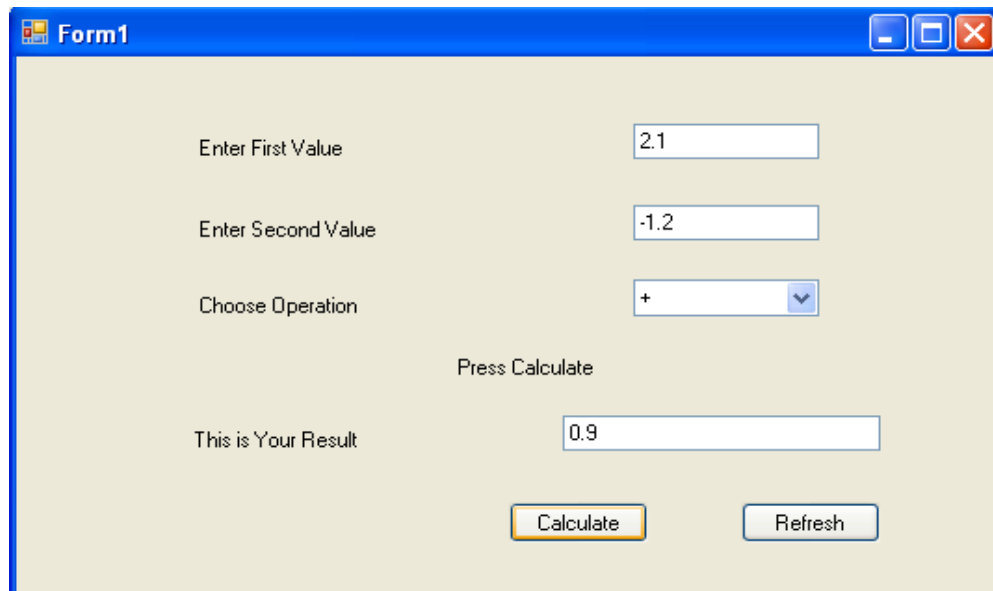 Form1
Enter First Value 2.1
Enter Second Value -1.2
Choose Operation +
Press Calculate
This is Your Result 0.9
Calculate Refresh